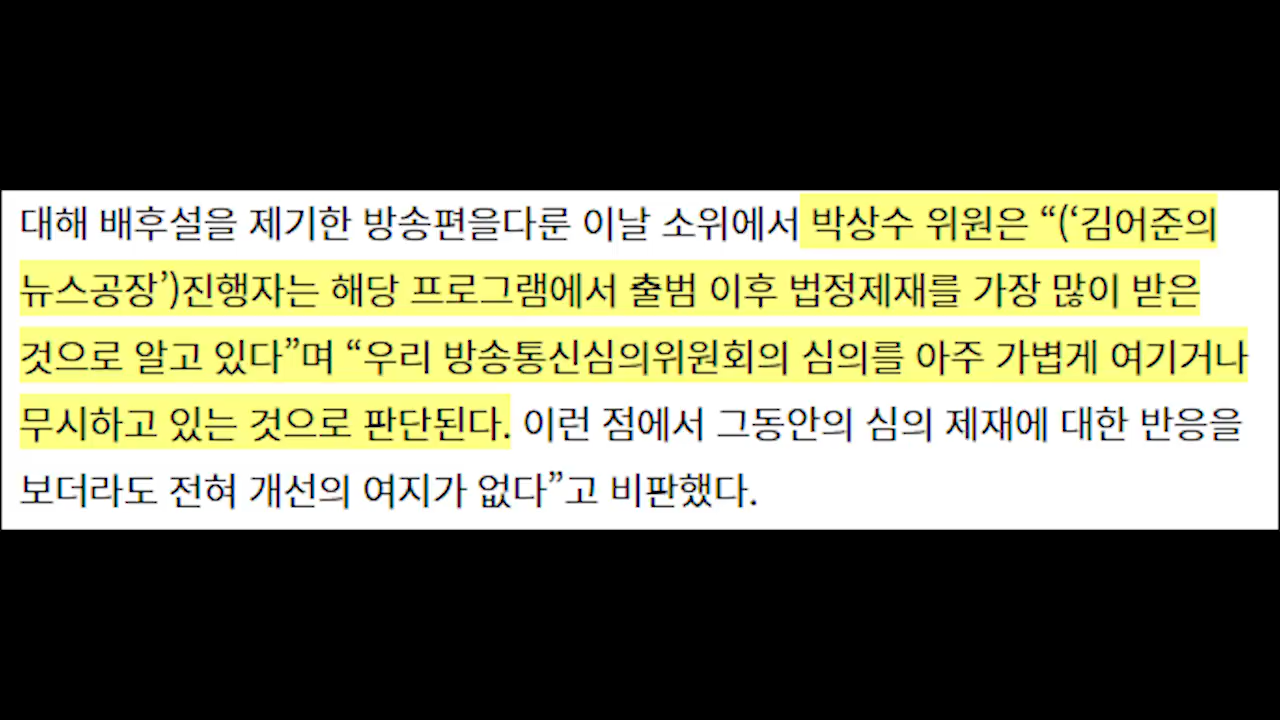 대해 배후설을 제기한 방송편을다룬 이날 소위에서 박상수 위원은 “(‘김어준의
뉴스공장’)진행자는 해당 프로그램에서 출범 이후 법정제재를 가장 많이 받은
것으로 알고 있다”며 “우리 방송통신심의위원회의 심의를 아주 가볍게 여기거나
무시하고 있는 것으로 판단된다. 이런 점에서 그동안의 심의 제재에 대한 반응을
보더라도 전혀 개선의 여지가 없다”고 비판했다.